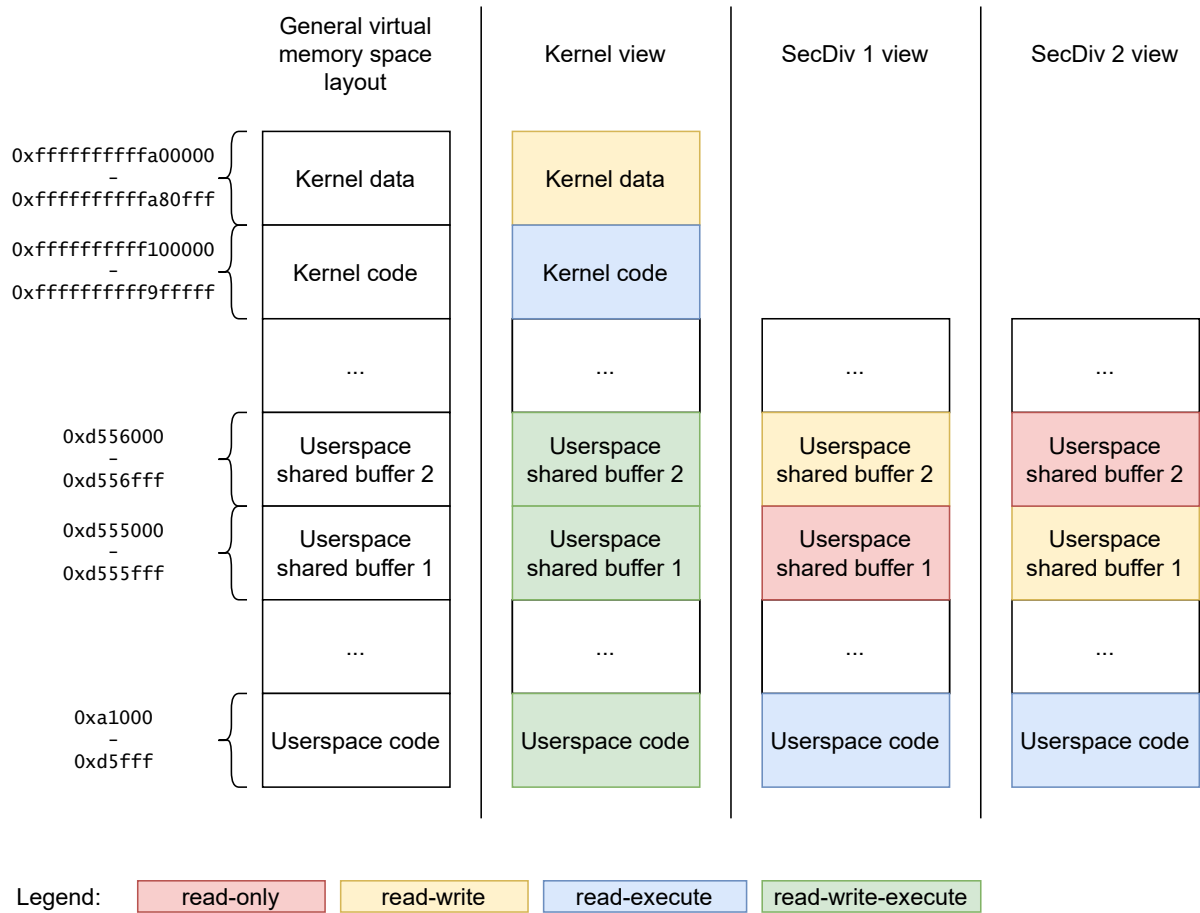 General virtual
memory space
layout
Kernel view
SecDiv 1 view
SecDiv 2 view
0xffffffffffa00000
–
0xffffffffffa80fff
Kernel data
Kernel data
0xffffffffff100000
–
0xffffffffff9fffff
Kernel code
Kernel code
...
...
...
...
0xd556000
–
0xd556fff
Userspace
shared buffer 2
Userspace
shared buffer 2
Userspace
shared buffer 2
Userspace
shared buffer 2
0xd555000
–
0xd555fff
Userspace
shared buffer 1
Userspace
shared buffer 1
Userspace
shared buffer 1
Userspace
shared buffer 1
...
...
...
...
0xa1000
–
0xd5fff
Userspace code
Userspace code
Userspace code
Userspace code
Legend:
read-only
read-write
read-execute
read-write-execute